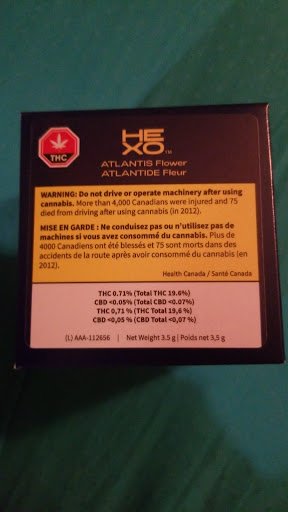 THC
HEXO™
ATLANTIS Flower
ATLANTIDE Fleur
WARNING: Do not drive or operate machinery after using
cannabis. More than 4,000 Canadians were injured and 75
died from driving after using cannabis (in 2012).
MISE EN GARDE : Ne conduisez pas ou n'utilisez pas de
machines si vous avez consommé du cannabis. Plus de
4000 Canadiens ont été blessés et 75 sont morts dans des
accidents de la route après avoir consommé du cannabis (en
2012).
Health Canada / Santé Canada
THC 0.71% (Total THC 19.6%)
CBD <0.05% (Total CBD <0.07%)
THC 0,71 % (THC Total 19,6 %)
CBD <0,05 % (CBD Total <0,07 %)
(L) AAA-112656 | Net Weight 3.5 g | Poids net 3,5 g